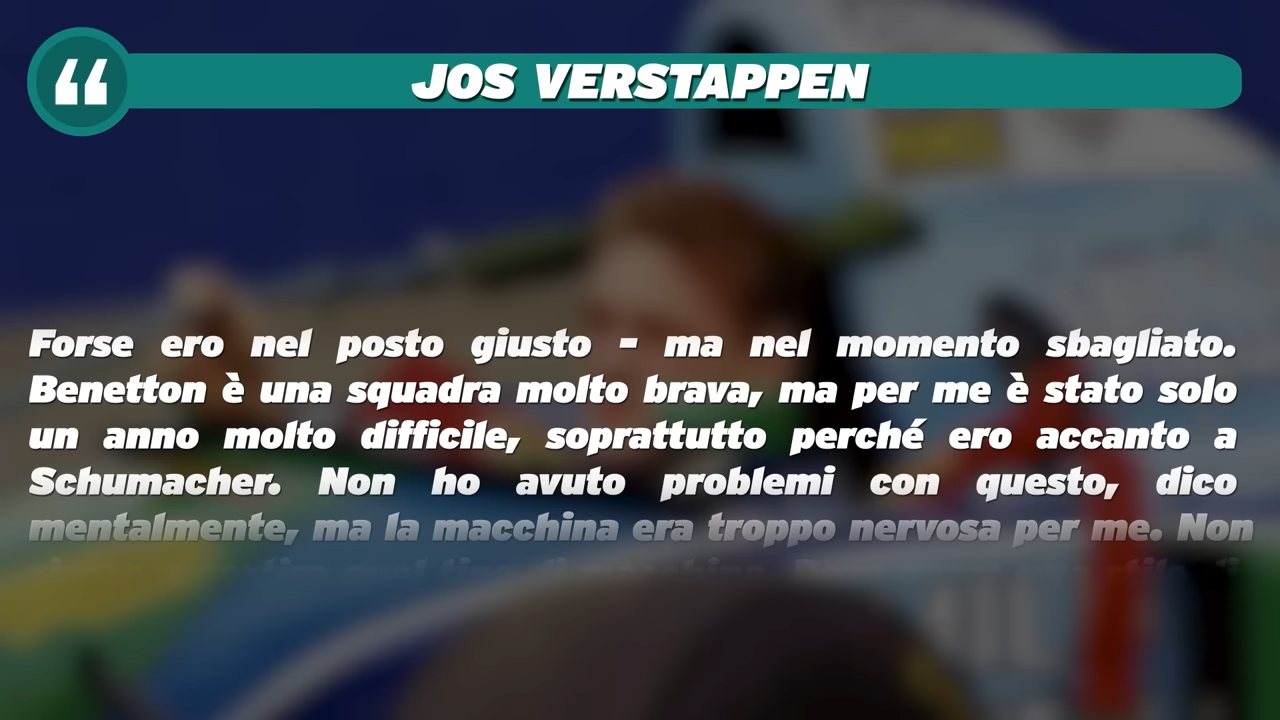 “
JOS VERSTAPPEN
Forse ero nel posto giusto - ma nel momento sbagliato.
Benetton è una squadra molto brava, ma per me è stato solo
un anno molto difficile, soprattutto perché ero accanto a
Schumacher. Non ho avuto problemi con questo, dico
mentalmente, ma la macchina era troppo nervosa per me. Non